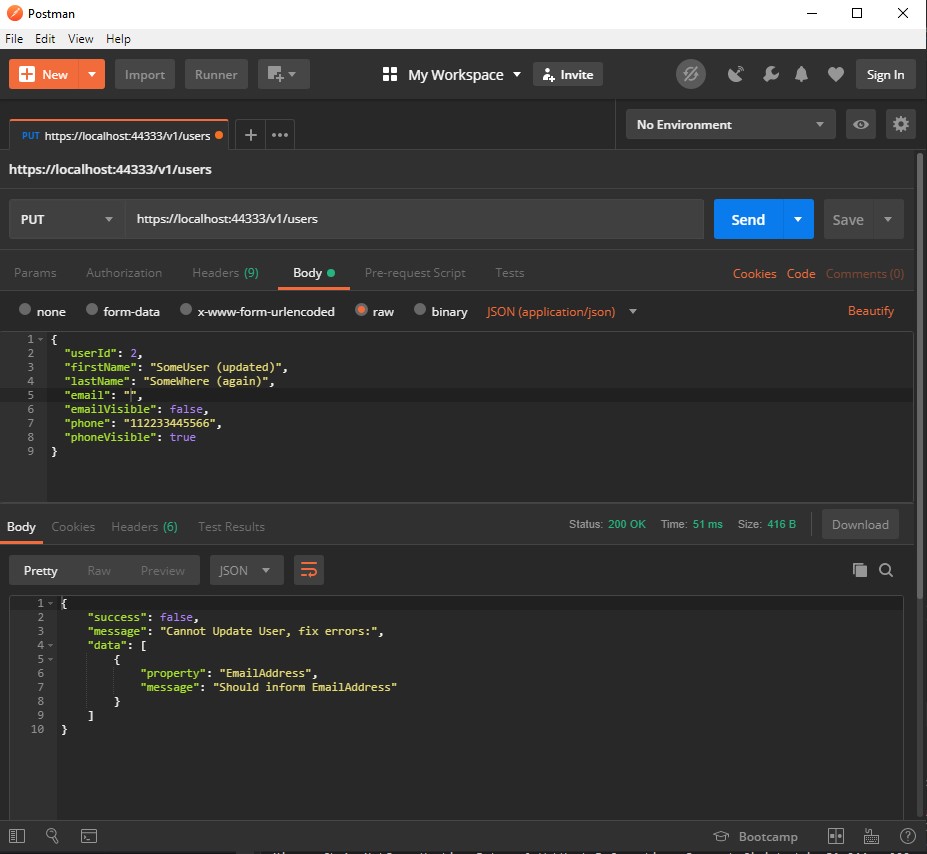 Postman
File Edit View Help
New Import Runner My Workspace Invite Sign In
PUT https://localhost:44333/v1/users No Environment
https://localhost:44333/v1/users
PUT https://localhost:44333/v1/users Send Save
Params Authorization Headers (9) Body Pre-request Script Tests Cookies Code Comments (0)
none form-data x-www-form-urlencoded raw binary JSON (application/json) Beautify
1 {
2 "userId": 2,
3 "firstName": "SomeUser (updated)",
4 "lastName": "SomeWhere (again)",
5 "email": "",
6 "emailVisible": false,
7 "phone": "112233445566",
8 "phoneVisible": true
9 }
Body Cookies Headers (6) Test Results Status: 200 OK Time: 51 ms Size: 416 B Download
Pretty Raw Preview JSON
1 {
2 "success": false,
3 "message": "Cannot Update User, fix errors:",
4 "data": [
5 {
6 "property": "EmailAddress",
7 "message": "Should inform EmailAddress"
8 }
9 ]
10 }
Bootcamp